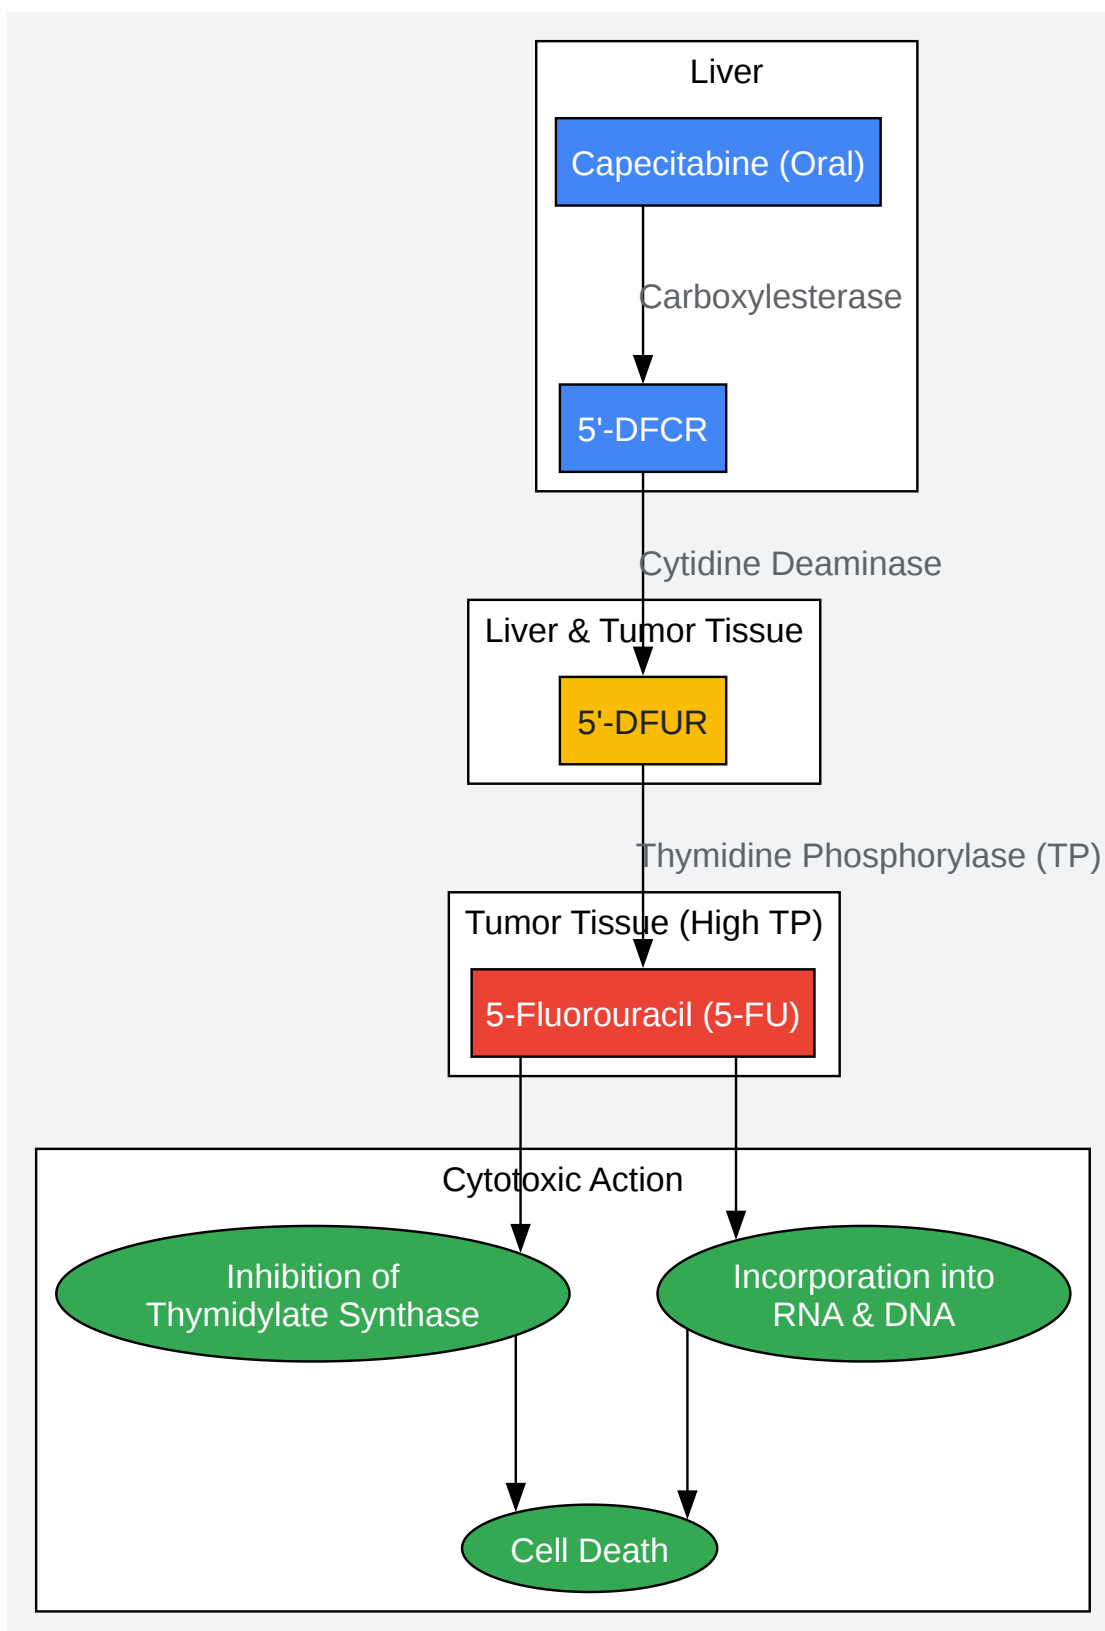 Liver
Capecitabine (Oral)
Carboxylesterase
5'-DFCR
Cytidine Deaminase
Liver & Tumor Tissue
5'-DFUR
Thymidine Phosphorylase (TP)
Tumor Tissue (High TP)
5-Fluorouracil (5-FU)
Cytotoxic Action
Inhibition of
Thymidylate Synthase
Incorporation into
RNA & DNA
Cell Death